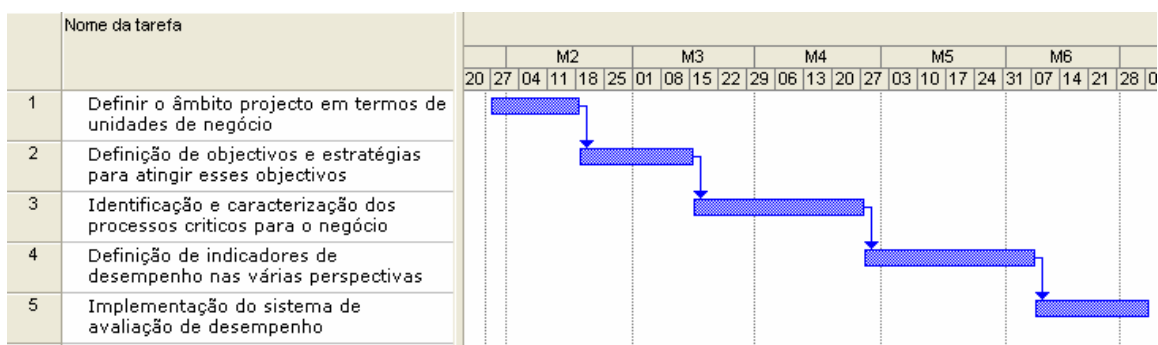 Nome da tarefa
M2 M3 M4 M5 M6
20 27 04 11 18 25 01 08 15 22 29 06 13 20 27 03 10 17 24 31 07 14 21 28 0
1 Definir o âmbito projecto em termos de
unidades de negócio
2 Definição de objectivos e estratégias
para atingir esses objectivos
3 Identificação e caracterização dos
processos criticos para o negócio
4 Definição de indicadores de
desempenho nas várias perspectivas
5 Implementação do sistema de
avaliação de desempenho